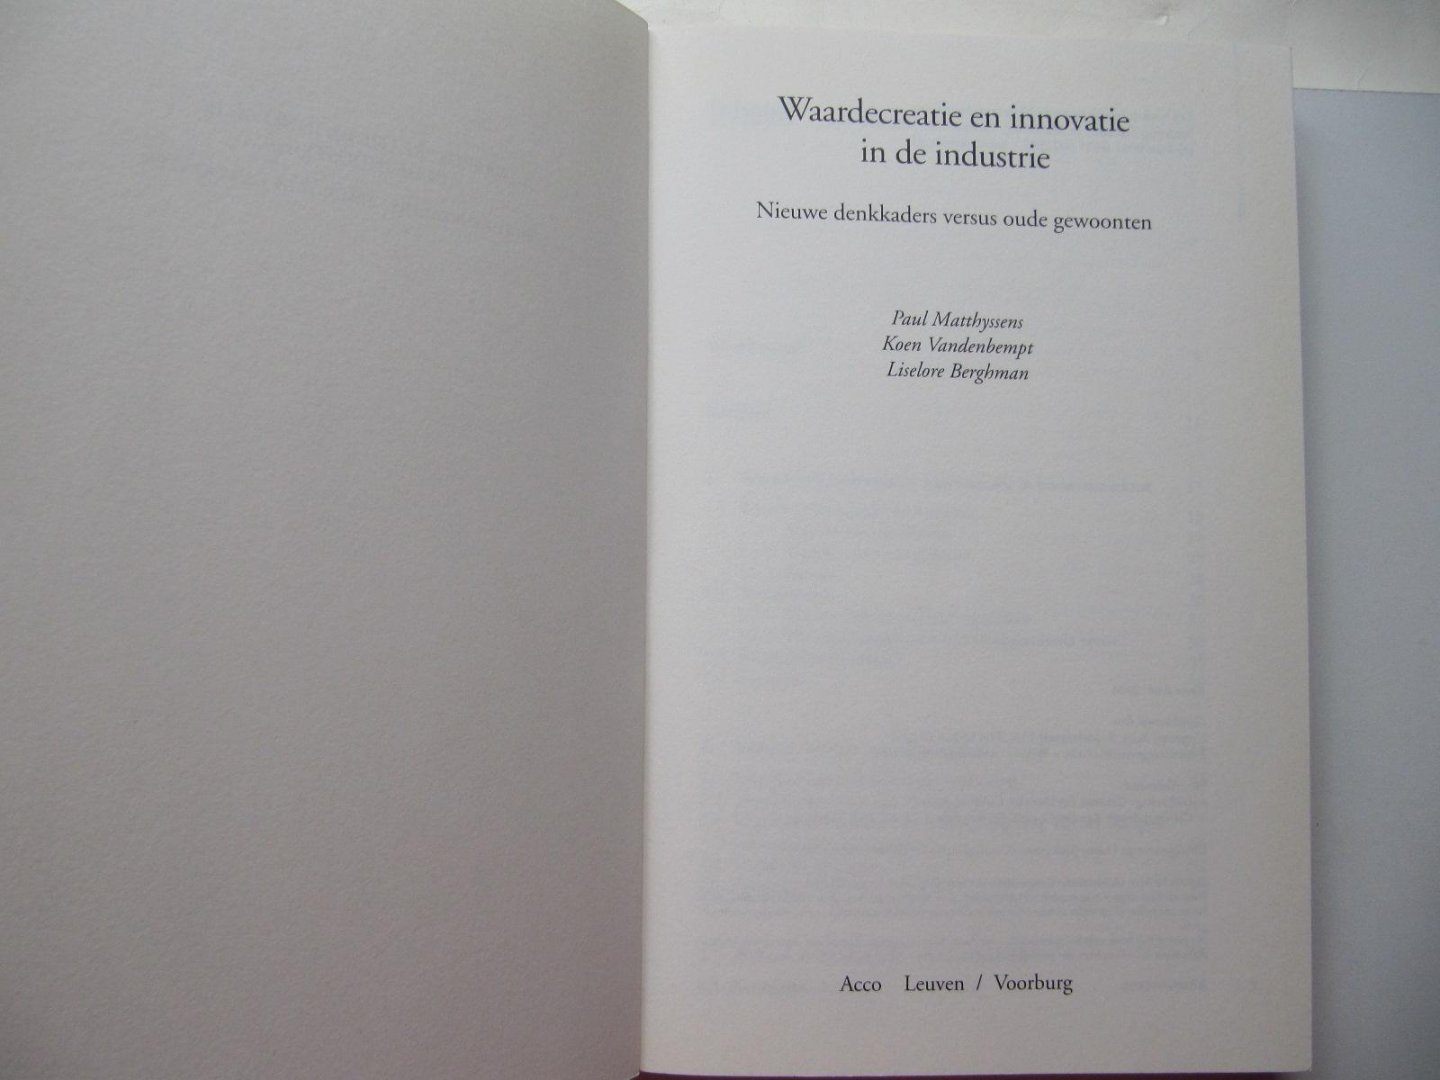 Waardecreatie en innovatie
in de industrie
Nieuwe denkkaders versus oude gewoonten
Paul Matthyssens
Koen Vandenbempt
Liselore Berghman
Acco Leuven / Voorburg